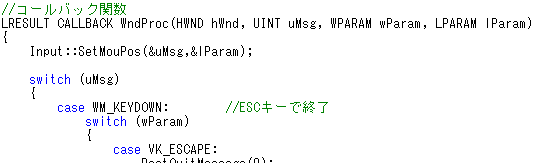 //コールバック関数
LRESULT CALLBACK WndProc(HWND hWnd, UINT uMsg, WPARAM wParam, LPARAM lParam)
{
Input::SetMouPos(&uMsg,&lParam);
switch (uMsg)
{
case WM_KEYDOWN: //ESCキーで終了
switch (wParam)
{
case VK_ESCAPE:
PostQuitMessage(0);